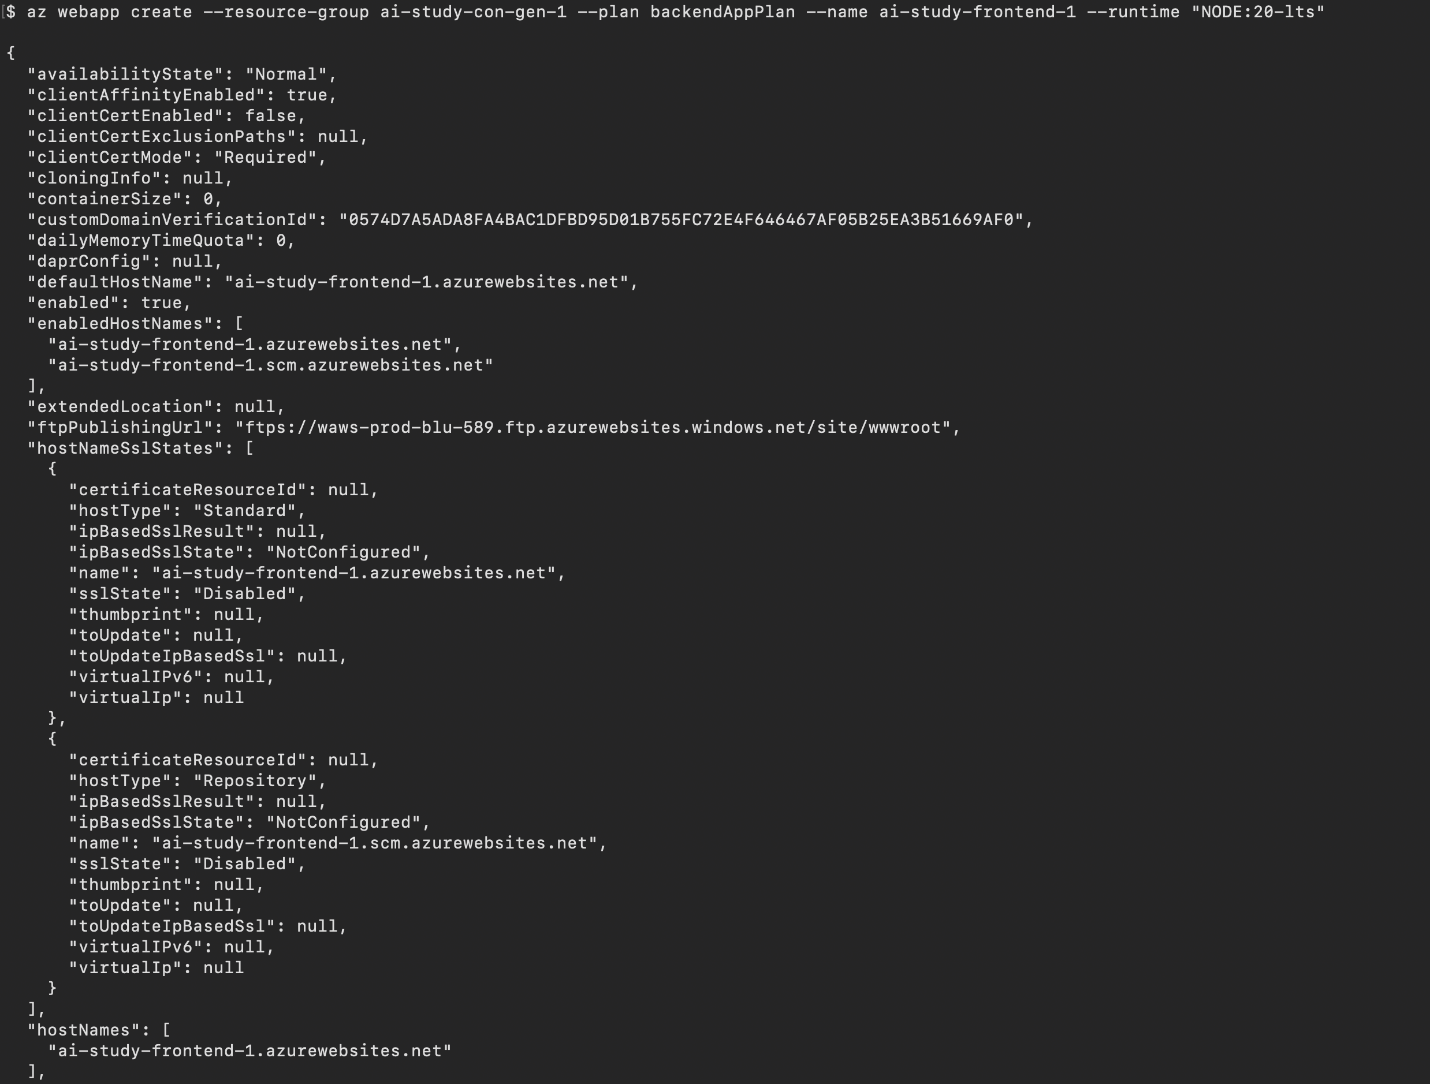 $ az webapp create --resource-group ai-study-con-gen-1 --plan backendAppPlan --name ai-study-frontend-1 --runtime "NODE:20-lts"
{
"availabilityState": "Normal",
"clientAffinityEnabled": true,
"clientCertEnabled": false,
"clientCertExclusionPaths": null,
"clientCertMode": "Required",
"cloningInfo": null,
"containerSize": 0,
"customDomainVerificationId": "0574D7A5ADA8FA4BAC1DFBD95D01B755FC72E4F646467AF05B25EA3B51669AF0",
"dailyMemoryTimeQuota": 0,
"daprConfig": null,
"defaultHostName": "ai-study-frontend-1.azurewebsites.net",
"enabled": true,
"enabledHostNames": [
"ai-study-frontend-1.azurewebsites.net",
"ai-study-frontend-1.scm.azurewebsites.net"
],
"extendedLocation": null,
"ftpPublishingUrl": "ftps://waws-prod-blu-589.ftp.azurewebsites.windows.net/site/wwwroot",
"hostNameSslStates": [
{
"certificateResourceId": null,
"hostType": "Standard",
"ipBasedSslResult": null,
"ipBasedSslState": "NotConfigured",
"name": "ai-study-frontend-1.azurewebsites.net",
"sslState": "Disabled",
"thumbprint": null,
"toUpdate": null,
"toUpdateIpBasedSsl": null,
"virtualIPv6": null,
"virtualIp": null
},
{
"certificateResourceId": null,
"hostType": "Repository",
"ipBasedSslResult": null,
"ipBasedSslState": "NotConfigured",
"name": "ai-study-frontend-1.scm.azurewebsites.net",
"sslState": "Disabled",
"thumbprint": null,
"toUpdate": null,
"toUpdateIpBasedSsl": null,
"virtualIPv6": null,
"virtualIp": null
}
],
"hostNames": [
"ai-study-frontend-1.azurewebsites.net"
],